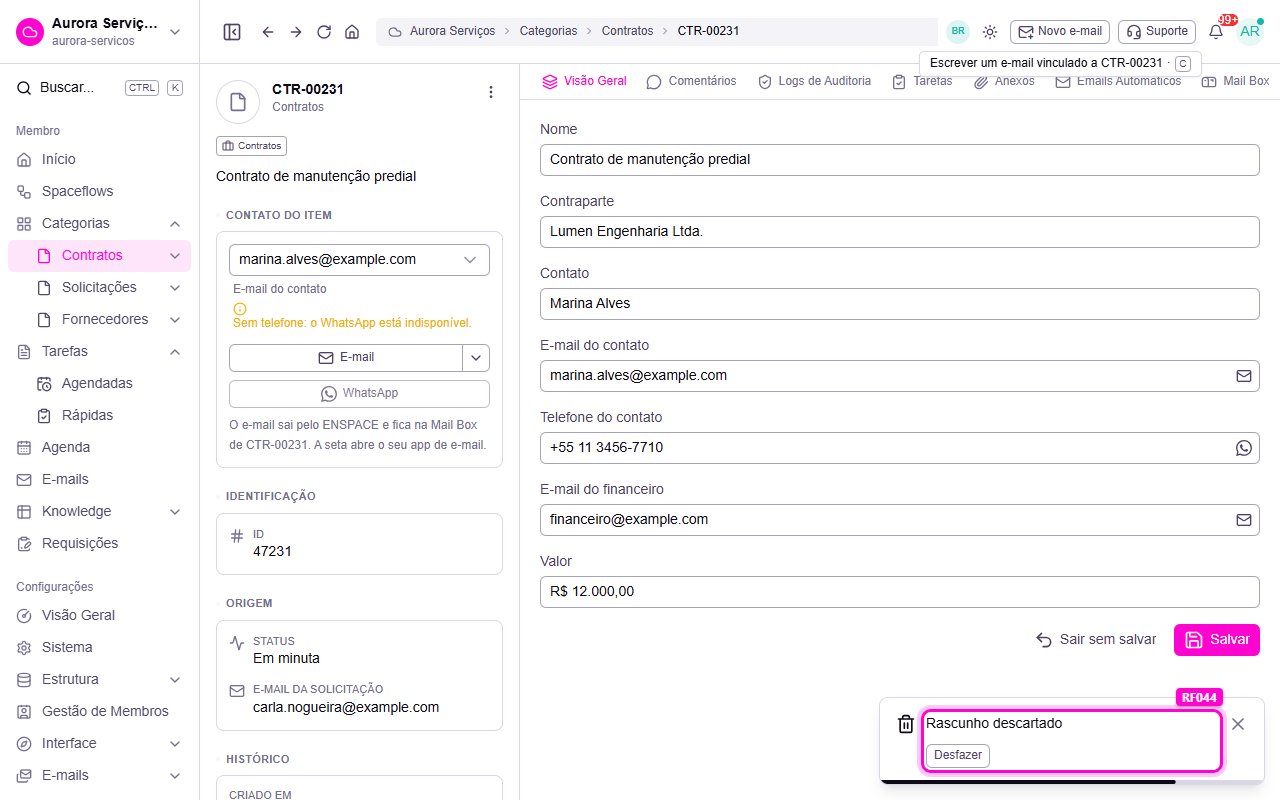 Aurora Serviç...
aurora-servicos
Aurora Serviços
Categorias
Contratos
CTR-00231
BR
Novo e-mail
Suporte
99+
AR
Escrever um e-mail vinculado a CTR-00231 · C
Buscar...
CTRL
K
Membro
Início
Spaceflows
Categorias
Contratos
Solicitações
Fornecedores
Tarefas
Agendadas
Rápidas
Agenda
E-mails
Knowledge
Requisições
Configurações
Visão Geral
Sistema
Estrutura
Gestão de Membros
Interface
E-mails
CTR-00231
Contratos
Contratos
Contrato de manutenção predial
CONTATO DO ITEM
marina.alves@example.com
E-mail do contato
Sem telefone: o WhatsApp está indisponível.
E-mail
WhatsApp
O e-mail sai pelo ENSPACE e fica na Mail Box
de CTR-00231. A seta abre o seu app de e-mail.
IDENTIFICAÇÃO
ID
47231
ORIGEM
STATUS
Em minuta
E-MAIL DA SOLICITAÇÃO
carla.nogueira@example.com
HISTÓRICO
CRIADO EM
Visão Geral
Comentários
Logs de Auditoria
Tarefas
Anexos
Emails Automáticos
Mail Box
Nome
Contrato de manutenção predial
Contraparte
Lumen Engenharia Ltda.
Contato
Marina Alves
E-mail do contato
marina.alves@example.com
Telefone do contato
+55 11 3456-7710
E-mail do financeiro
financeiro@example.com
Valor
R$ 12.000,00
Sair sem salvar
Salvar
RF044
Rascunho descartado
Desfazer